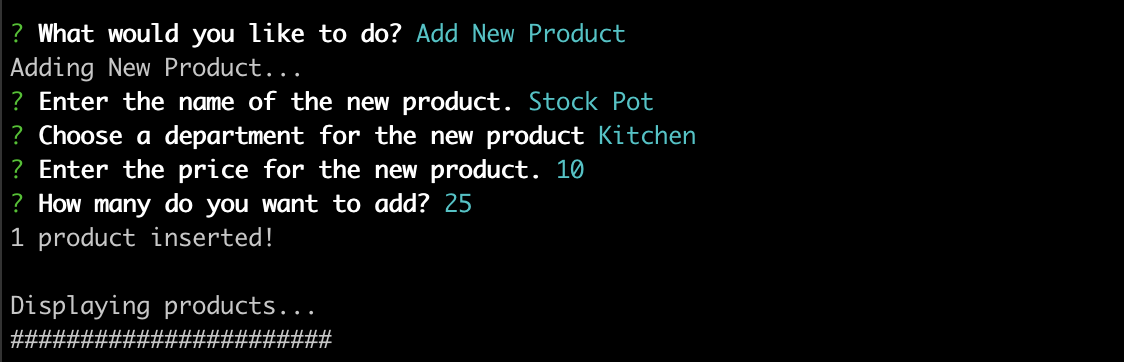 ? What would you like to do? Add New Product
Adding New Product...
? Enter the name of the new product. Stock Pot
? Choose a department for the new product Kitchen
? Enter the price for the new product. 10
? How many do you want to add? 25
1 product inserted!
Displaying products...
#######################